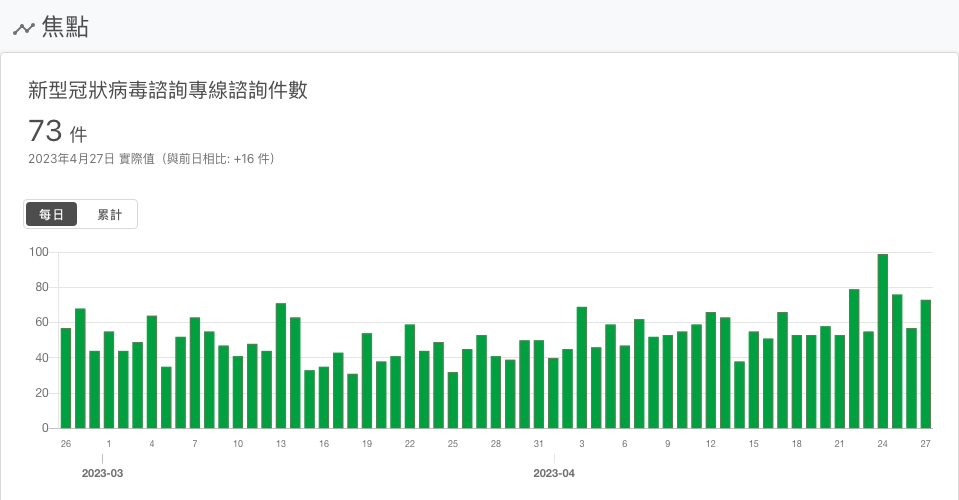 焦點
新型冠狀病毒諮詢專線諮詢件數
73 件
2023年4月27日 實際值（與前日相比: +16 件）
每日 累計
100
80
60
40
20
0
26 1 4 7 10 13 16 19 22 25 28 31 3 6 9 12 15 18 21 24 27
2023-03 2023-04